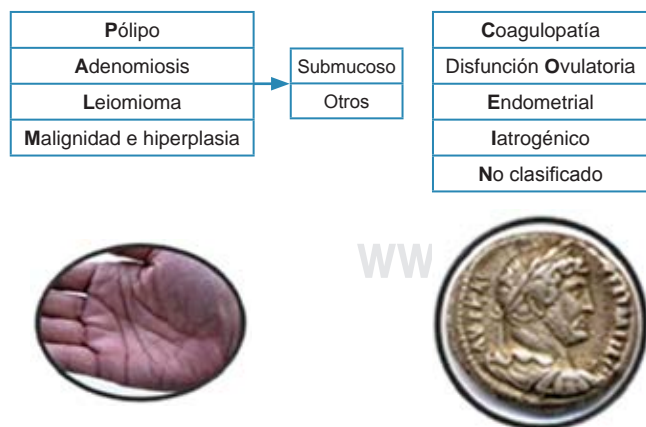 Pólipo
Adenomiosis
Leiomioma
Malignidad e hiperplasia
Submucoso
Otros
Coagulopatía
Disfunción Ovulatoria
Endometrial
Iatrogénico
No clasificado
WW